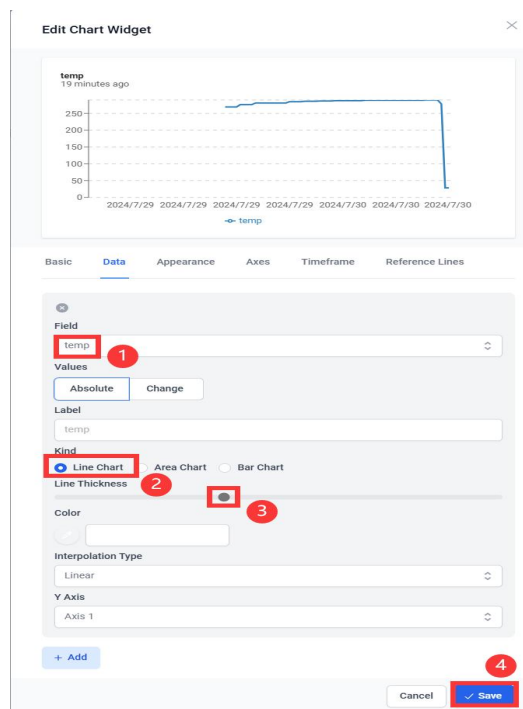 Edit Chart Widget
temp
19 minutes ago
250
200
150
100
50
0
2024/7/29 2024/7/29 2024/7/29 2024/7/29 2024/7/30 2024/7/30 2024/7/30
temp
Basic Data Appearance Axes Timeframe Reference Lines
Field
temp
1
Values
Absolute Change
Label
temp
Kind
Line Chart Area Chart Bar Chart
2
Line Thickness
3
Color
Interpolation Type
Linear
Y Axis
Axis 1
+ Add
4
Cancel Save